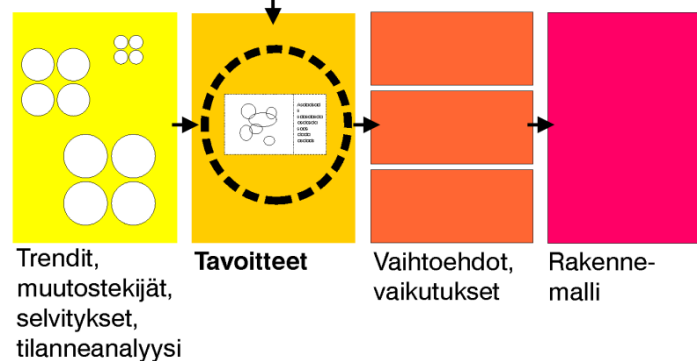 Trendit,
muutostekijät,
selvitykset,
tilanneanalyysi
Tavoitteet
Vaihtoehdot,
vaikutukset
Rakenne-
malli